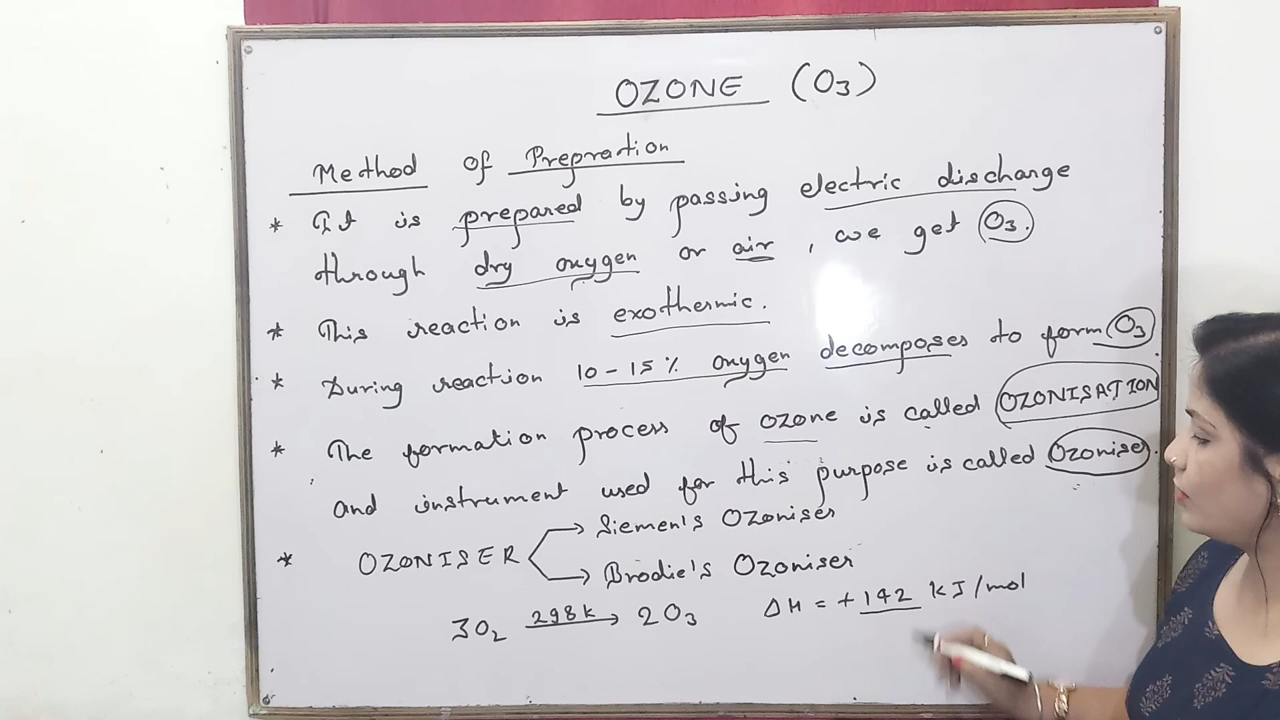 OZONE (O3)
Method of Prepration
* It is prepared by passing electric discharge
through dry oxygen or air, we get O3.
* This reaction is exothermic.
* During reaction 10-15% oxygen decomposes to form O3.
* The formation process of ozone is called OZONISATION
and instrument used for this purpose is called Ozoniser.
* OZONISER → Siemen's Ozoniser
→ Brodie's Ozoniser
3O2 298k→ 2O3 ΔH = +142 kJ/mol